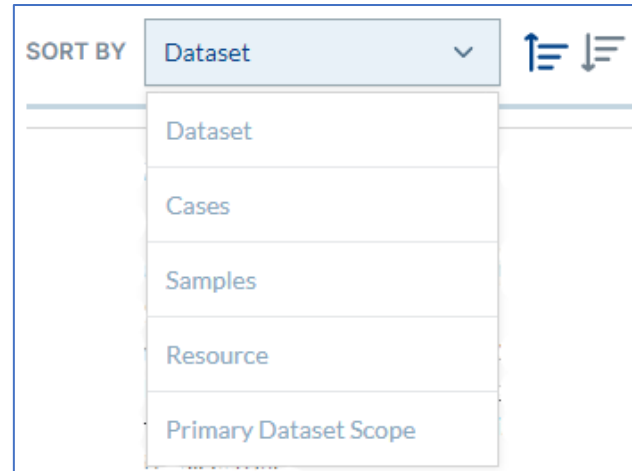 SORT BY Dataset
Dataset
Cases
Samples
Resource
Primary Dataset Scope